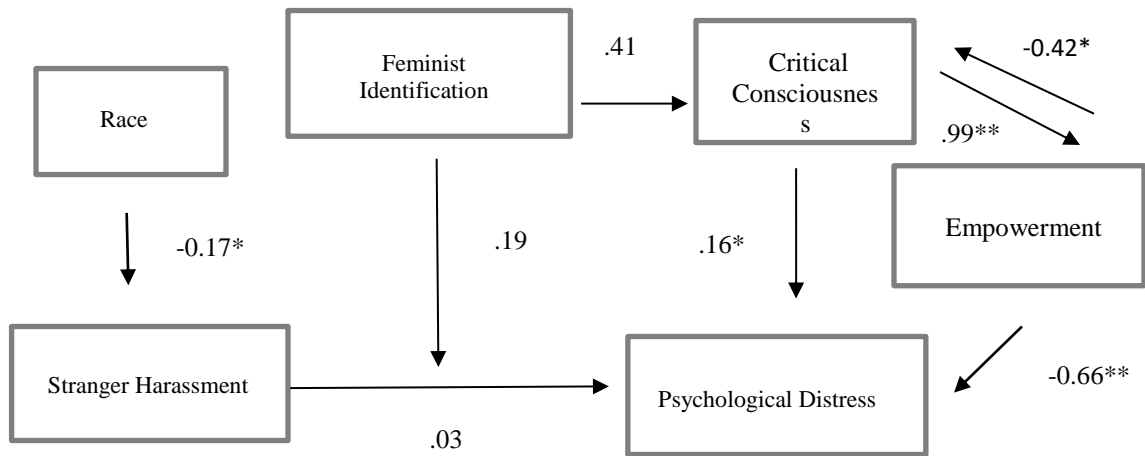 .41
-0.42*
Feminist
Identification
Critical
Consciousnes
s
Race
.99**
Empowerment
-0.17*
.19
.16*
Stranger Harassment
Psychological Distress
-0.66**
.03